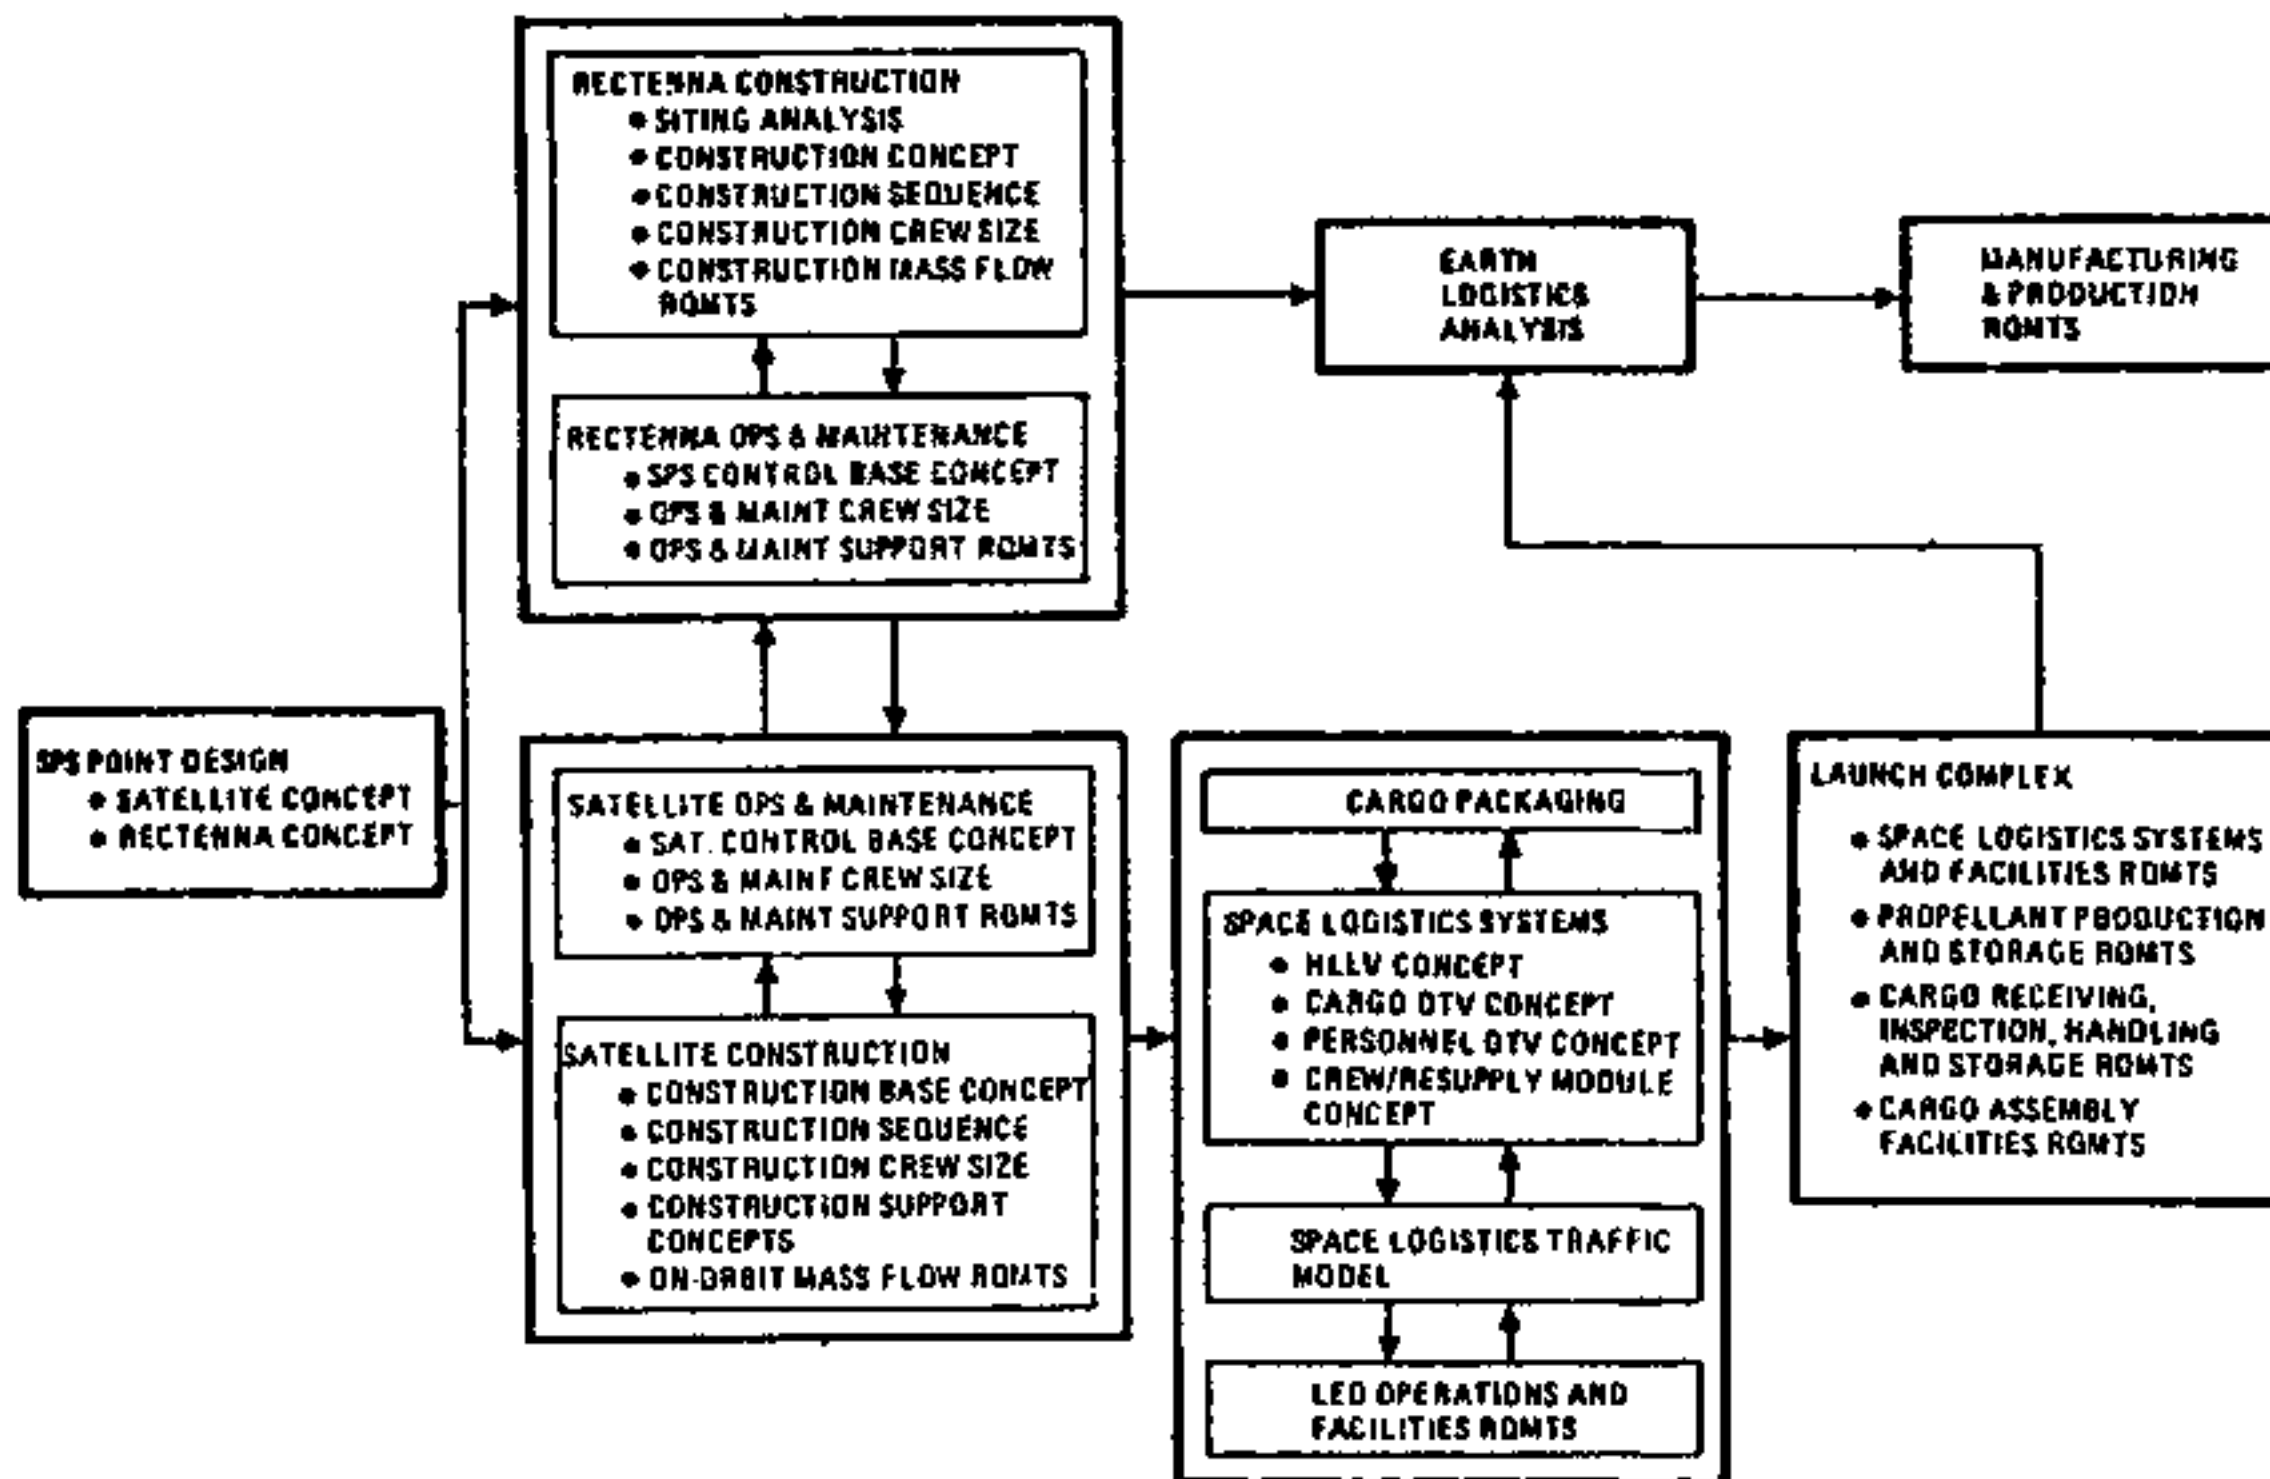 RECTENNA CONSTRUCTION
• SITING ANALYSIS
• CONSTRUCTION CONCEPT
• CONSTRUCTION SEQUENCE
• CONSTRUCTION CREW SIZE
• CONSTRUCTION MASS FLOW
RQMTS
RECTENNA OPS & MAINTENANCE
• SPS CONTROL BASE CONCEPT
• OPS & MAINT CREW SIZE
• OPS & MAINT SUPPORT RQMTS
EARTH
LOGISTICS
ANALYSIS
MANUFACTURING
& PRODUCTION
RQMTS
SPS POINT DESIGN
• SATELLITE CONCEPT
• RECTENNA CONCEPT
SATELLITE OPS & MAINTENANCE
• SAT. CONTROL BASE CONCEPT
• OPS & MAINT CREW SIZE
• OPS & MAINT SUPPORT RQMTS
SATELLITE CONSTRUCTION
• CONSTRUCTION BASE CONCEPT
• CONSTRUCTION SEQUENCE
• CONSTRUCTION CREW SIZE
• CONSTRUCTION SUPPORT
CONCEPTS
• ON-ORBIT MASS FLOW RQMTS
CARGO PACKAGING
SPACE LOGISTICS SYSTEMS
• HLLV CONCEPT
• CARGO OTV CONCEPT
• PERSONNEL OTV CONCEPT
• CREW/RESUPPLY MODULE
CONCEPT
SPACE LOGISTICS TRAFFIC
MODEL
LEO OPERATIONS AND
FACILITIES RQMTS
LAUNCH COMPLEX
• SPACE LOGISTICS SYSTEMS
AND FACILITIES RQMTS
• PROPELLANT PRODUCTION
AND STORAGE RQMTS
• CARGO RECEIVING,
INSPECTION, HANDLING
AND STORAGE RQMTS
• CARGO ASSEMBLY
FACILITIES RQMTS